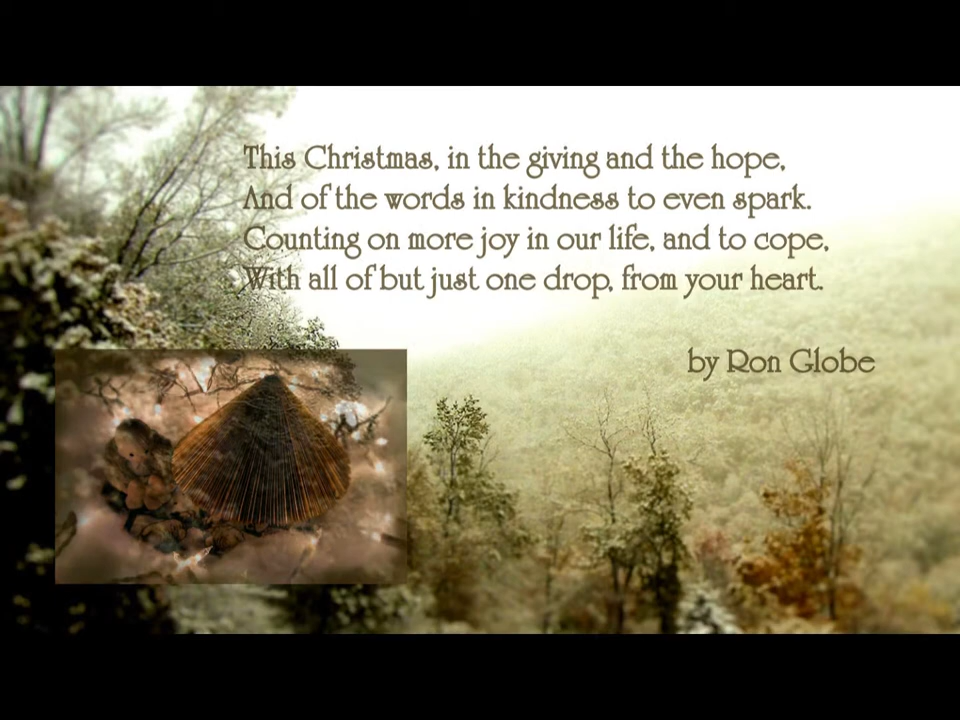 This Christmas, in the giving and the hope,
And of the words in kindness to even spark.
Counting on more joy in our life, and to cope,
With all of but just one drop, from your heart.
by Ron Globe